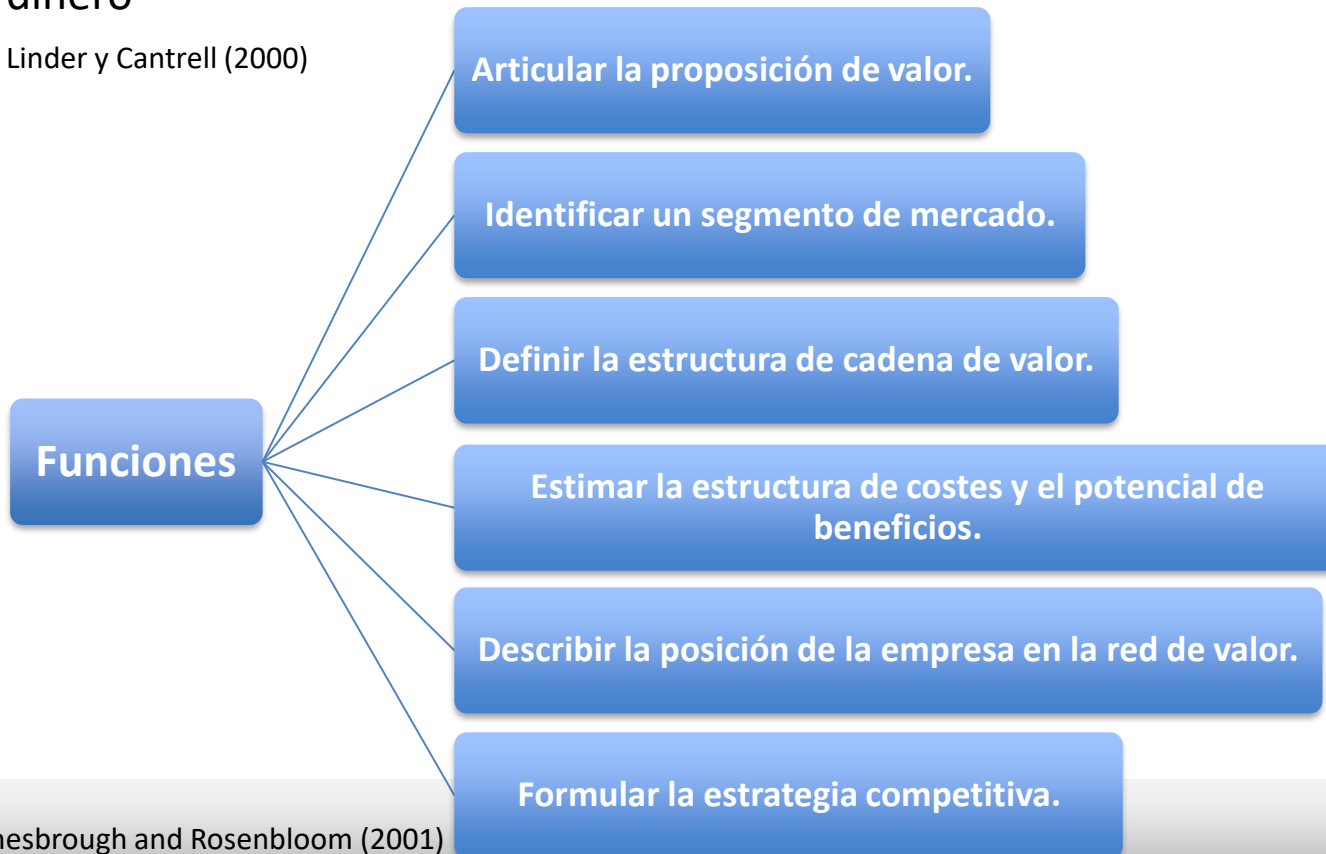 dinero
Linder y Cantrell (2000)
Articular la proposición de valor.
Identificar un segmento de mercado.
Definir la estructura de cadena de valor.
Funciones
Estimar la estructura de costes y el potencial de
beneficios.
Describir la posición de la empresa en la red de valor.
Formular la estrategia competitiva.
hesbrough and Rosenbloom (2001)